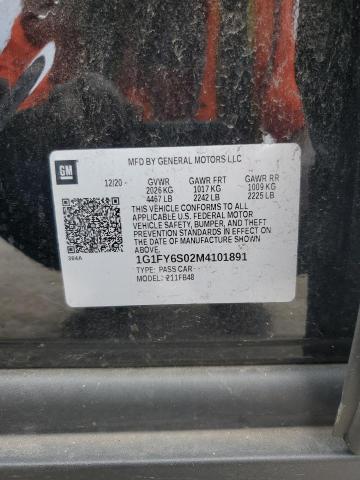 GM
MFD BY GENERAL MOTORS LLC
12/20 GVWR GAWR FRT GAWR RR
2026 KG 1017 KG 1009 KG
4467 LB 2242 LB 2225 LB
THIS VEHICLE CONFORMS TO ALL
APPLICABLE U.S. FEDERAL MOTOR
VEHICLE SAFETY, BUMPER, AND THEFT
PREVENTION STANDARDS IN EFFECT ON
THE DATE OF MANUFACTURE SHOWN
ABOVE.
394A
1G1FY6S02M4101891
TYPE: PASS CAR
MODEL: 211FB48